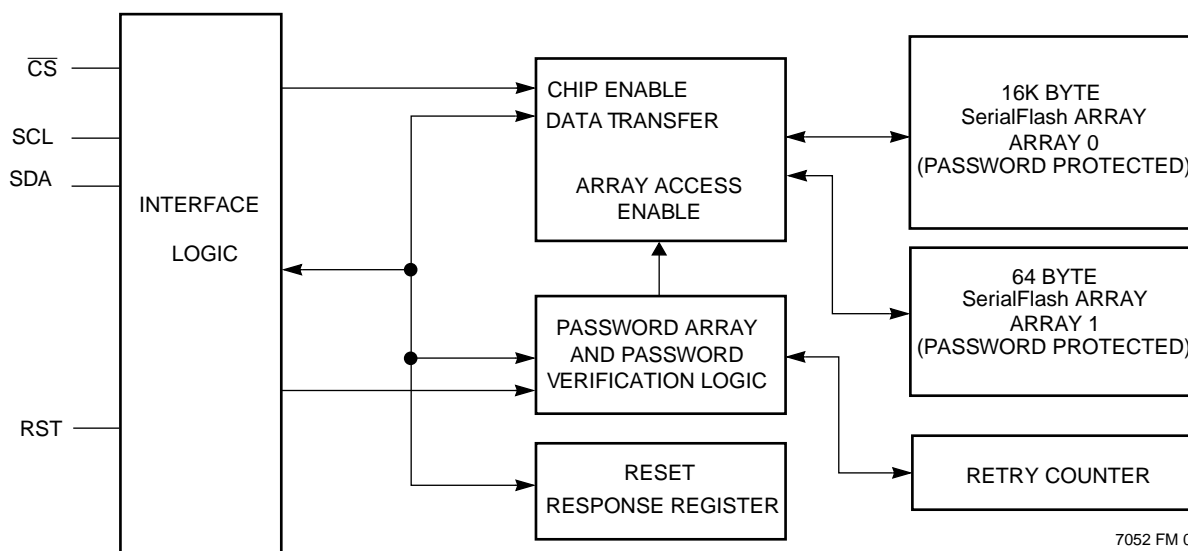 C̅S̅
SCL
SDA
RST
INTERFACE
LOGIC
CHIP ENABLE
DATA TRANSFER
ARRAY ACCESS
ENABLE
PASSWORD ARRAY
AND PASSWORD
VERIFICATION LOGIC
RESET
RESPONSE REGISTER
16K BYTE
SerialFlash ARRAY
ARRAY 0
(PASSWORD PROTECTED)
64 BYTE
SerialFlash ARRAY
ARRAY 1
(PASSWORD PROTECTED)
RETRY COUNTER
7052 FM